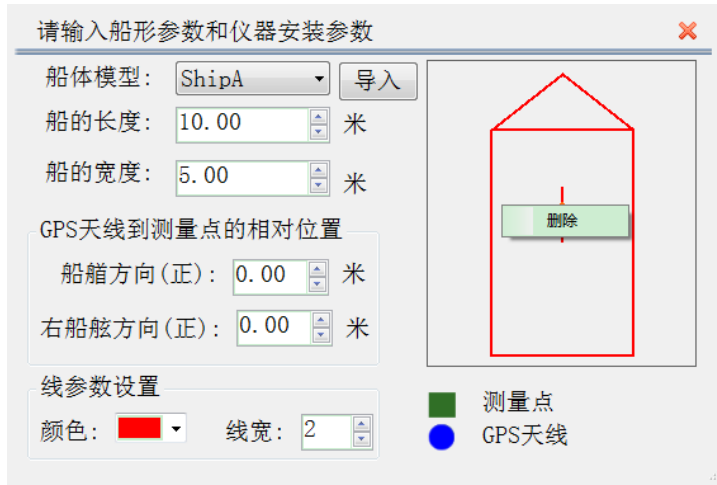 请输入船形参数和仪器安装参数
船体模型: ShipA 导入
船的长度: 10.00 米
船的宽度: 5.00 米
GPS天线到测量点的相对位置
船艏方向(正): 0.00 米
右船舷方向(正): 0.00 米
线参数设置
颜色: 线宽: 2
删除
测量点
GPS天线